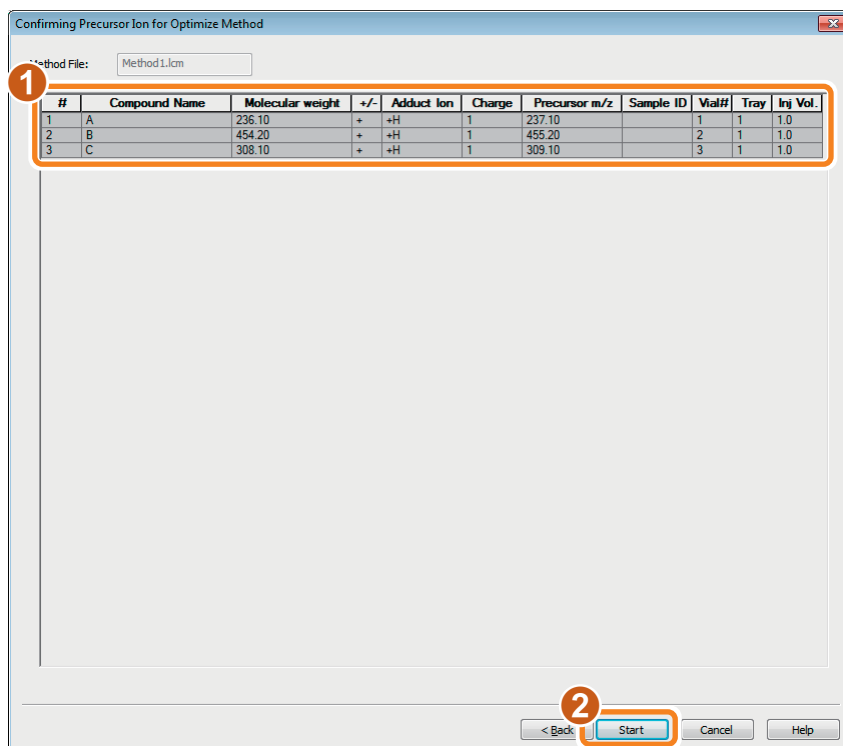 Confirming Precursor Ion for Optimize Method
Method File: Method1.lcm
1
# Compound Name Molecular weight +/- Adduct Ion Charge Precursor m/z Sample ID Vial# Tray Inj Vol.
1 A 236.10 + +H 1 237.10 1 1 1.0
2 B 454.20 + +H 1 455.20 2 1 1.0
3 C 308.10 + +H 1 309.10 3 1 1.0
2
< Back Start Cancel Help